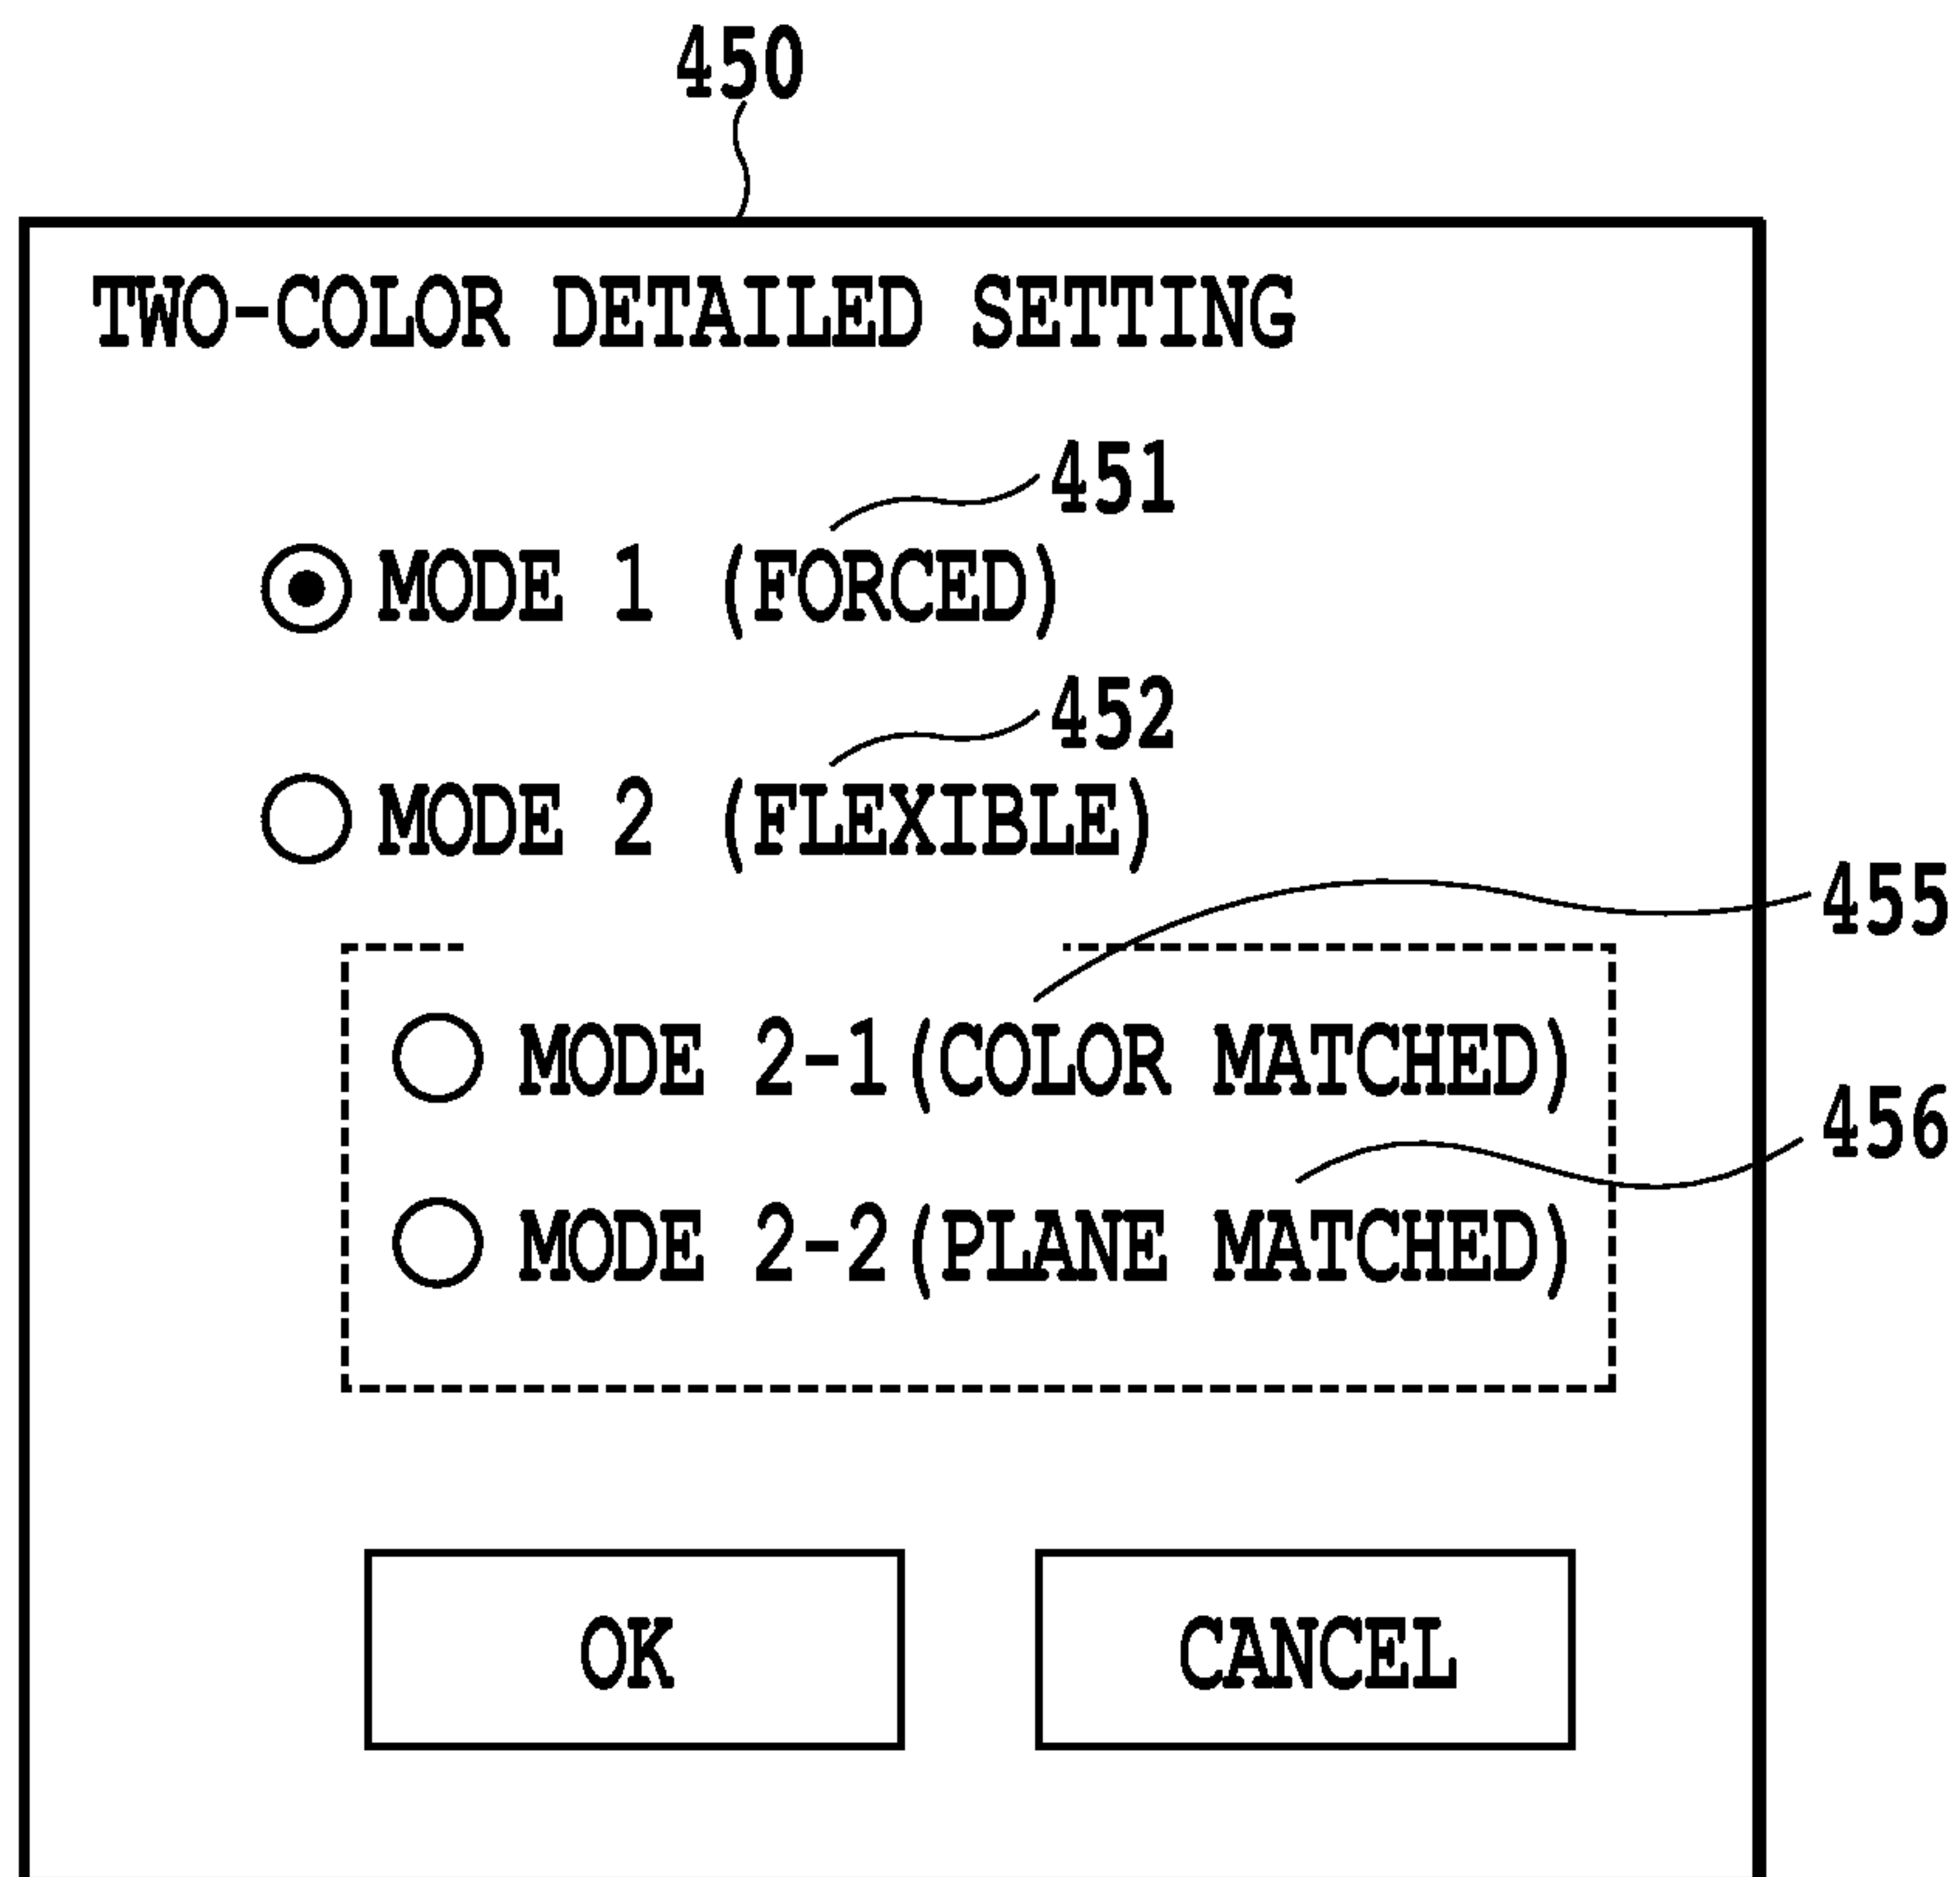 450
TWO-COLOR DETAILED SETTING
451
MODE 1 (FORCED)
452
MODE 2 (FLEXIBLE)
455
MODE 2-1(COLOR MATCHED)
456
MODE 2-2(PLANE MATCHED)
OK
CANCEL